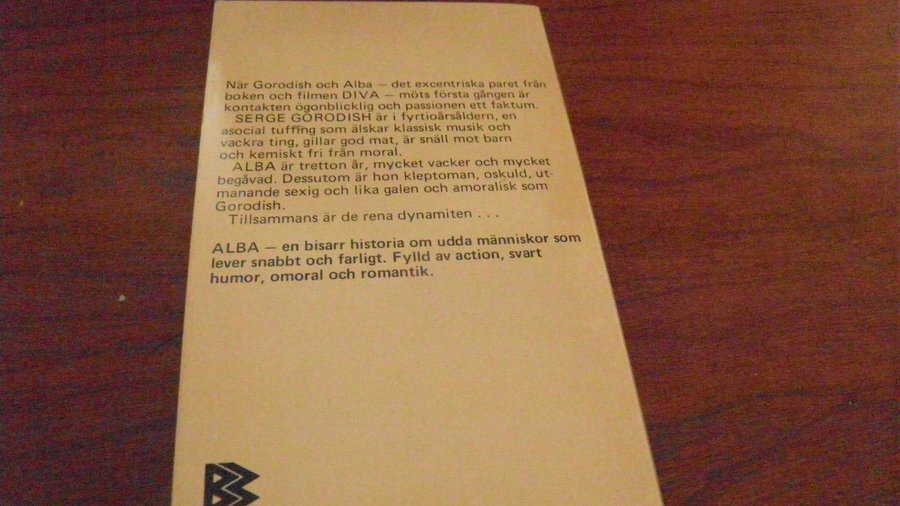 När Gorodish och Alba — det excentriska paret från
boken och filmen DIVA — möts första gången är
kontakten ögonblicklig och passionen ett faktum.
SERGE GORODISH är i fyrtioårsåldern, en
asocial tuffing som älskar klassisk musik och
vackra ting, gillar god mat, är snäll mot barn
och kemiskt fri från moral.
ALBA är tretton år, mycket vacker och mycket
begåvad. Dessutom är hon kleptoman, oskuld, ut-
manande sexig och lika galen och amoralisk som
Gorodish.
Tillsammans är de rena dynamiten . . .
ALBA — en bisarr historia om udda människor som
lever snabbt och farligt. Fylld av action, svart
humor, omoral och romantik.